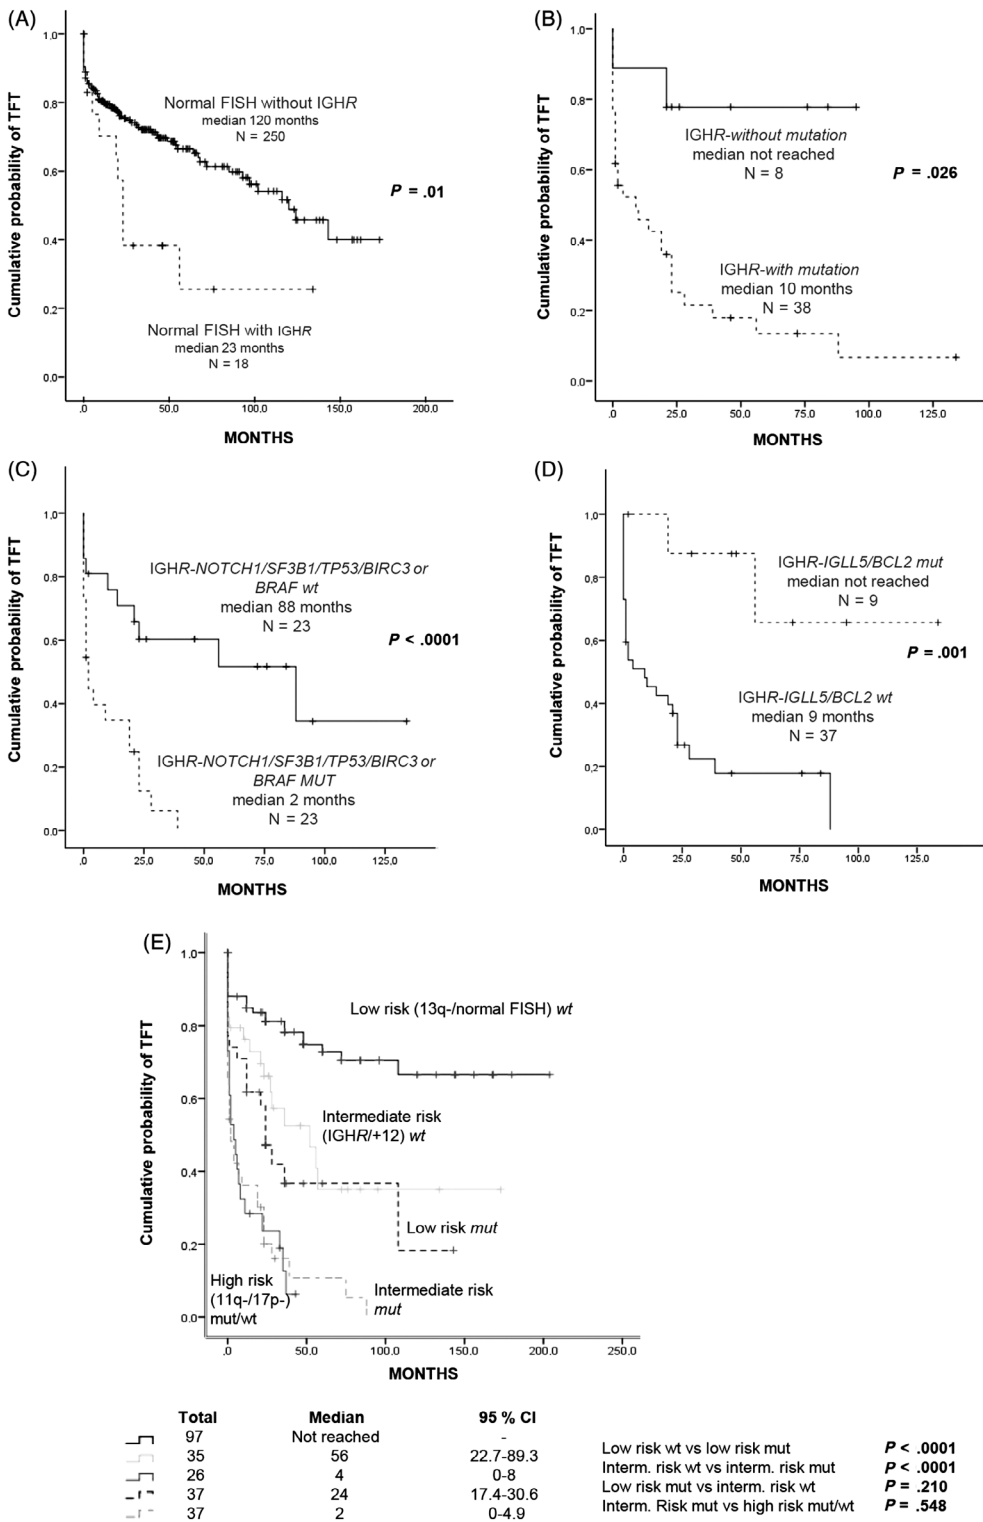 (A)
Cumulative probability of TFT
1.0
0.8
0.6
0.4
0.2
0.0
Normal FISH without IGHR
median 120 months
N = 250
P = .01
Normal FISH with IGHR
median 23 months
N = 18
.0 50.0 100.0 150.0 200.0
MONTHS
(B)
Cumulative probability of TFT
1.0
0.8
0.6
0.4
0.2
0.0
IGHR-without mutation
median not reached
N = 8
P = .026
IGHR-with mutation
median 10 months
N = 38
.0 25.0 50.0 75.0 100.0 125.0
MONTHS
(C)
Cumulative probability of TFT
1.0
0.8
0.6
0.4
0.2
0.0
IGHR-NOTCH1/SF3B1/TP53/BIRC3 or
BRAF wt
median 88 months
N = 23
P < .0001
IGHR-NOTCH1/SF3B1/TP53/BIRC3 or
BRAF MUT
median 2 months
N = 23
.0 25.0 50.0 75.0 100.0 125.0
MONTHS
(D)
Cumulative probability of TFT
1,0
0,8
0,6
0,4
0,2
0,0
IGHR-IGLL5/BCL2 mut
median not reached
N = 9
P = .001
IGHR-IGLL5/BCL2 wt
median 9 months
N = 37
.0 25.0 50.0 75.0 100.0 125.0
MONTHS
(E)
Cumulative probability of TFT
1.0
0.8
0.6
0.4
0.2
0.0
Low risk (13q-/normal FISH) wt
Intermediate risk
(IGHR/+12) wt
Low risk mut
High risk
(11q-/17p-)
mut/wt
Intermediate risk
mut
.0 50.0 100.0 150.0 200.0 250.0
MONTHS
Total Median 95 % CI
97 Not reached -
35 56 22.7-89.3
26 4 0-8
37 24 17.4-30.6
37 2 0-4.9
Low risk wt vs low risk mut P < .0001
Interm. risk wt vs interm. risk mut P < .0001
Low risk mut vs interm. risk wt P = .210
Interm. Risk mut vs high risk mut/wt P = .548